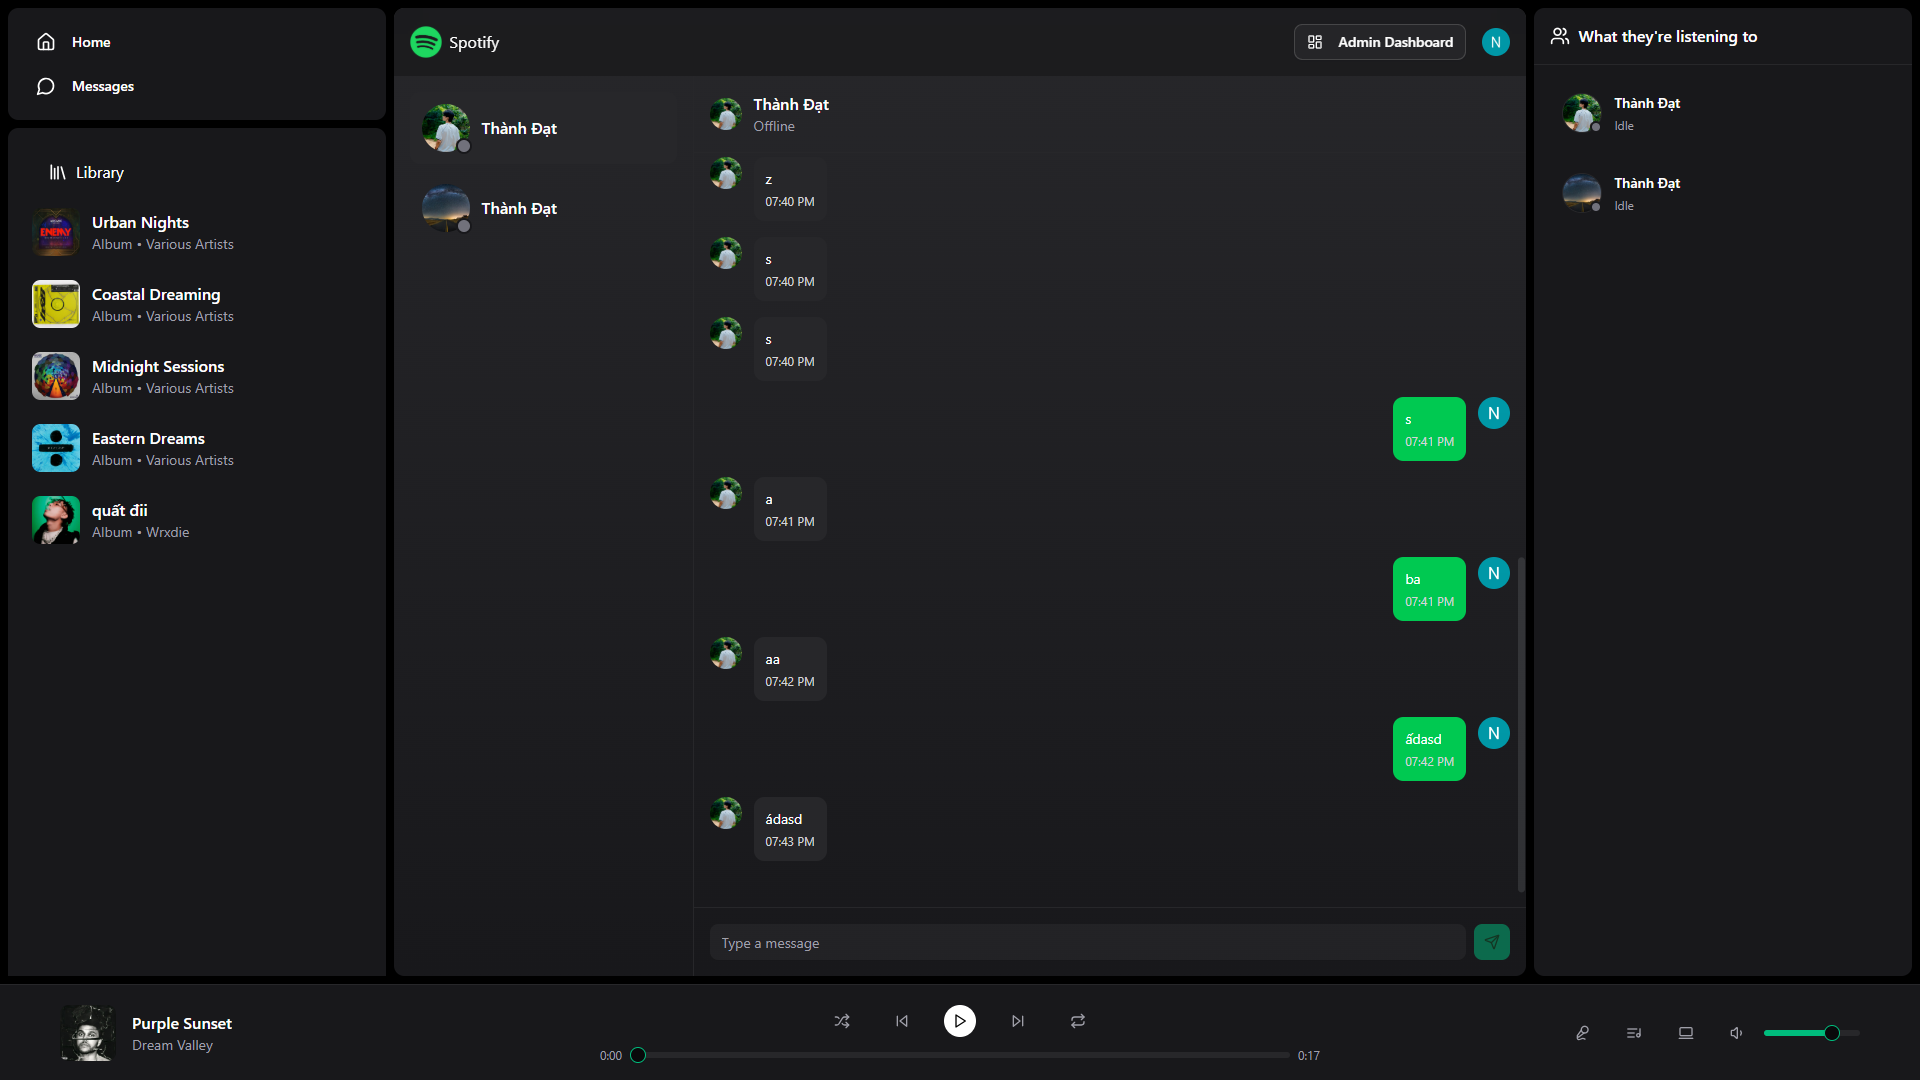 Home
Messages
Library
Urban Nights
Album • Various Artists
Coastal Dreaming
Album • Various Artists
Midnight Sessions
Album • Various Artists
Eastern Dreams
Album • Various Artists
quất đii
Album • Wrxdie
Spotify
Admin Dashboard
N
Thành Đạt
Thành Đạt
Thành Đạt
Offline
z
07:40 PM
s
07:40 PM
s
07:40 PM
s
07:41 PM
N
a
07:41 PM
ba
07:41 PM
N
aa
07:42 PM
ấdasd
07:42 PM
N
ádasd
07:43 PM
Type a message
What they're listening to
Thành Đạt
Idle
Thành Đạt
Idle
Purple Sunset
Dream Valley
0:00
0:17
ENEMY